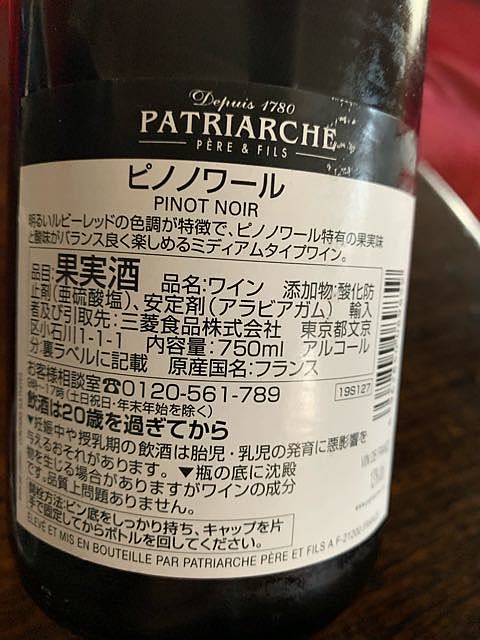 Depuis 1780
PATRIARCHE
PÈRE & FILS
ピノノワール
PINOT NOIR
明るいルビーレッドの色調が特徴で、ピノノワール特有の果実味
と酸味がバランス良く楽しめるミディアムタイプワイン。
品目:果実酒 品名:ワイン 添加物:酸化防
止剤(亜硫酸塩)、安定剤(アラビアガム) 輸入
者及び引取先:三菱食品株式会社 東京都文京
区小石川1-1-1 内容量:750ml アルコール
分:裏ラベルに記載 原産国名:フランス
お客様相談室☎0120-561-789
9時~17時(土日祝日・年末年始を除く)
19S127
飲酒は20歳を過ぎてから
▼妊娠中や授乳期の飲酒は胎児・乳児の発育に悪影響を
与えるおそれがあります。▼瓶の底に沈殿
物を生じる場合がありますがワインの成分
です。品質上問題ありません。
開栓方法:ビン底をしっかり持ち、キャップを片
手で固定してからボトルを回してください。
VIN DE
ÉLEVÉ ET MIS EN BOUTEILLE PAR PATRIARCHE PÈRE ET FILS À F-21200